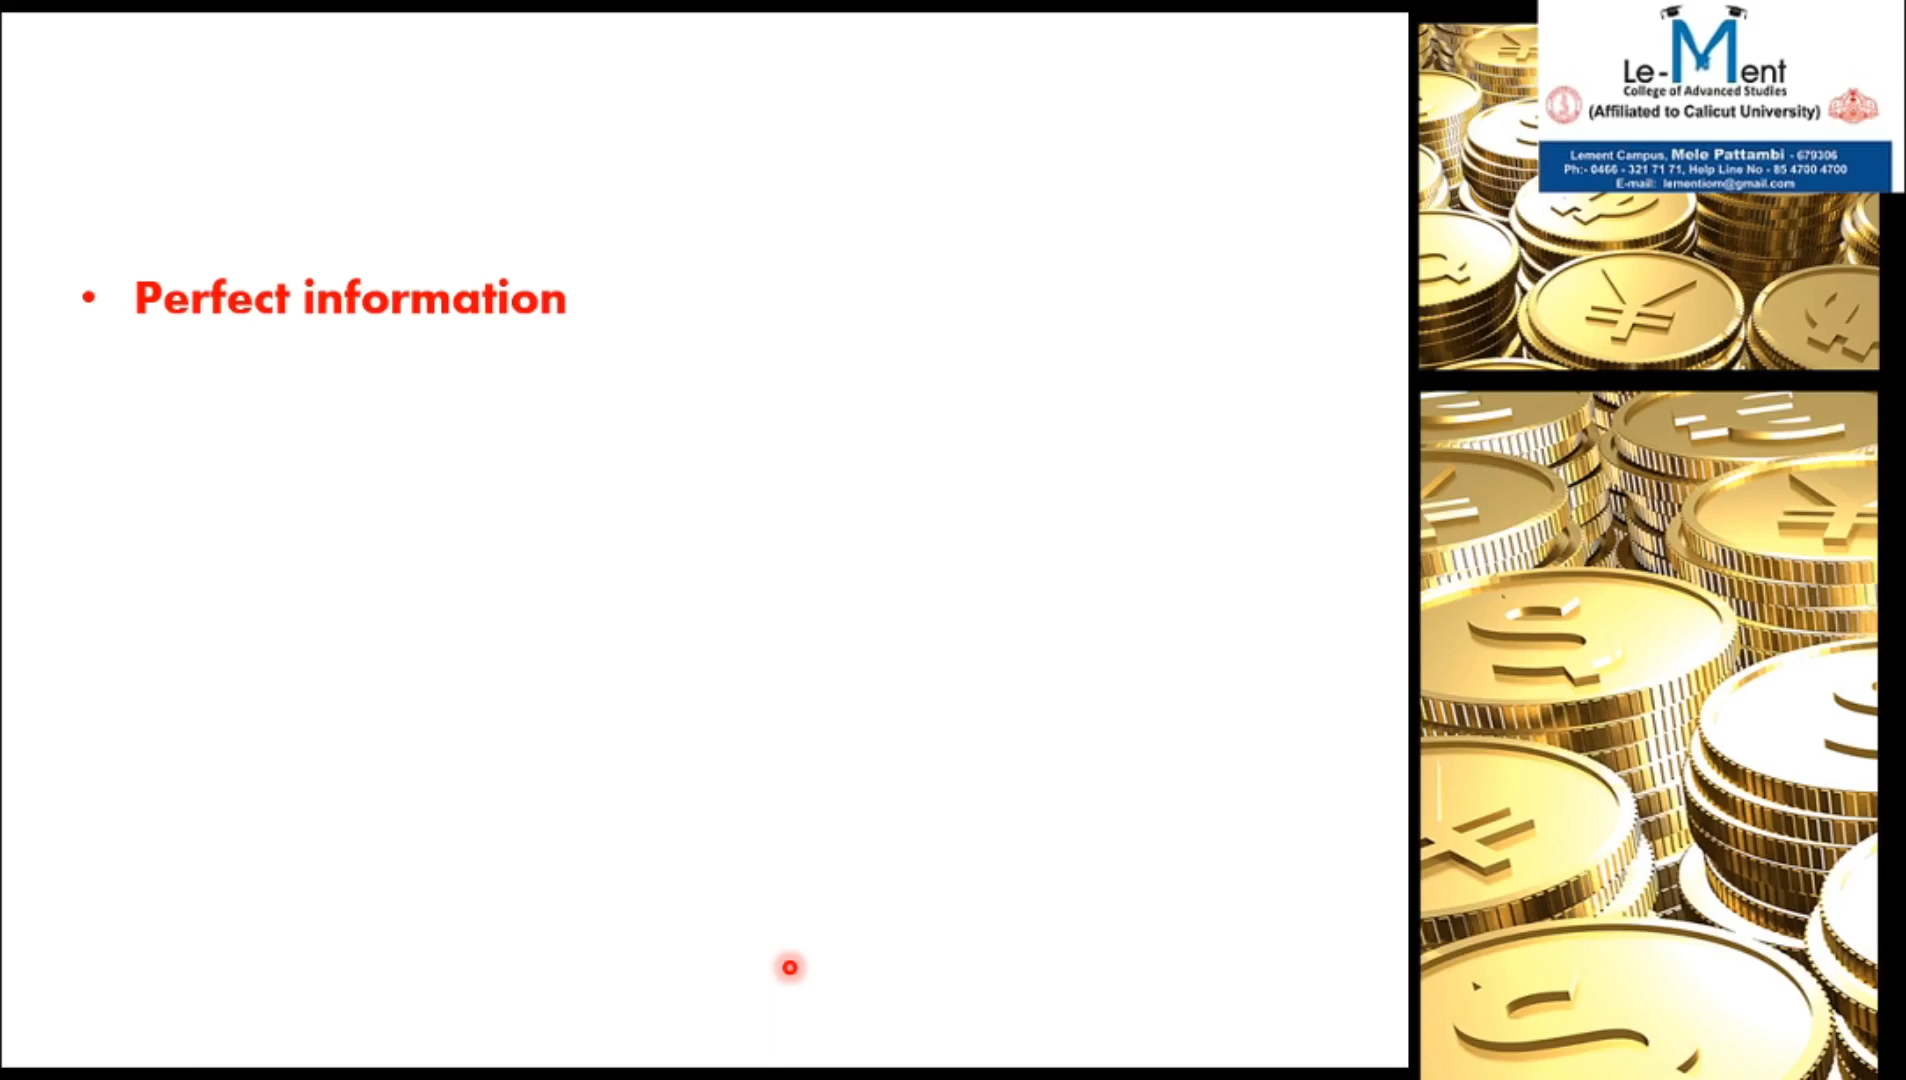 • Perfect information
Le-Ment
College of Advanced Studies
(Affiliated to Calicut University)
Lement Campus, Mele Pattambi - 679306
Ph:- 0466 - 321 71 71, Help Line No - 85 4700 4700
E-mail: lementiom@gmail.com